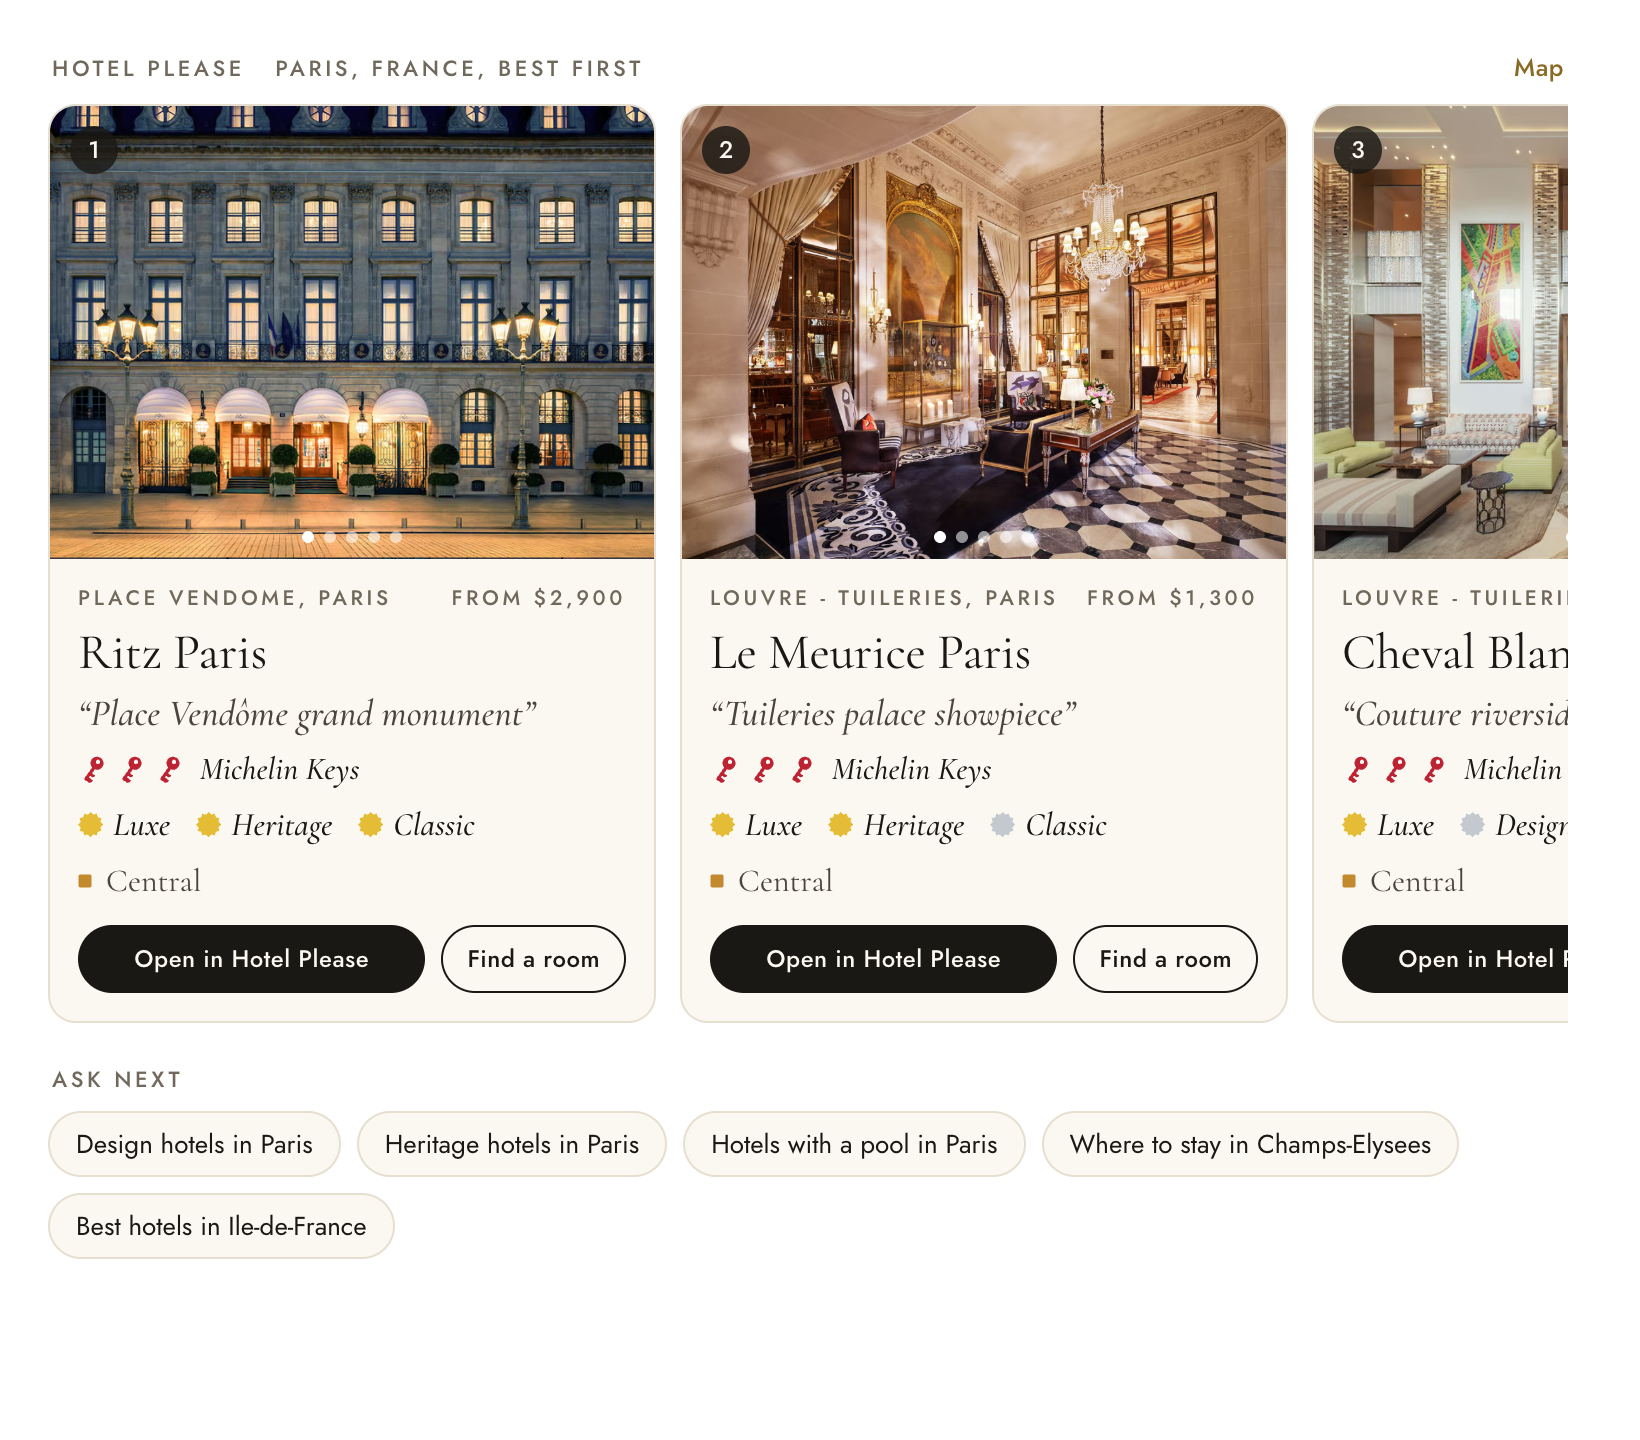 HOTEL PLEASE PARIS, FRANCE, BEST FIRST
Map
1
2
3
PLACE VENDOME, PARIS FROM $2,900
Ritz Paris
“Place Vendôme grand monument”
Michelin Keys
Luxe Heritage Classic
Central
Open in Hotel Please Find a room
LOUVRE - TUILERIES, PARIS FROM $1,300
Le Meurice Paris
“Tuileries palace showpiece”
Michelin Keys
Luxe Heritage Classic
Central
Open in Hotel Please Find a room
LOUVRE -
Cheval
“Couture
Michelin
Luxe Design
Central
Open in Hotel
ASK NEXT
Design hotels in Paris
Heritage hotels in Paris
Hotels with a pool in Paris
Where to stay in Champs-Elysees
Best hotels in Ile-de-France